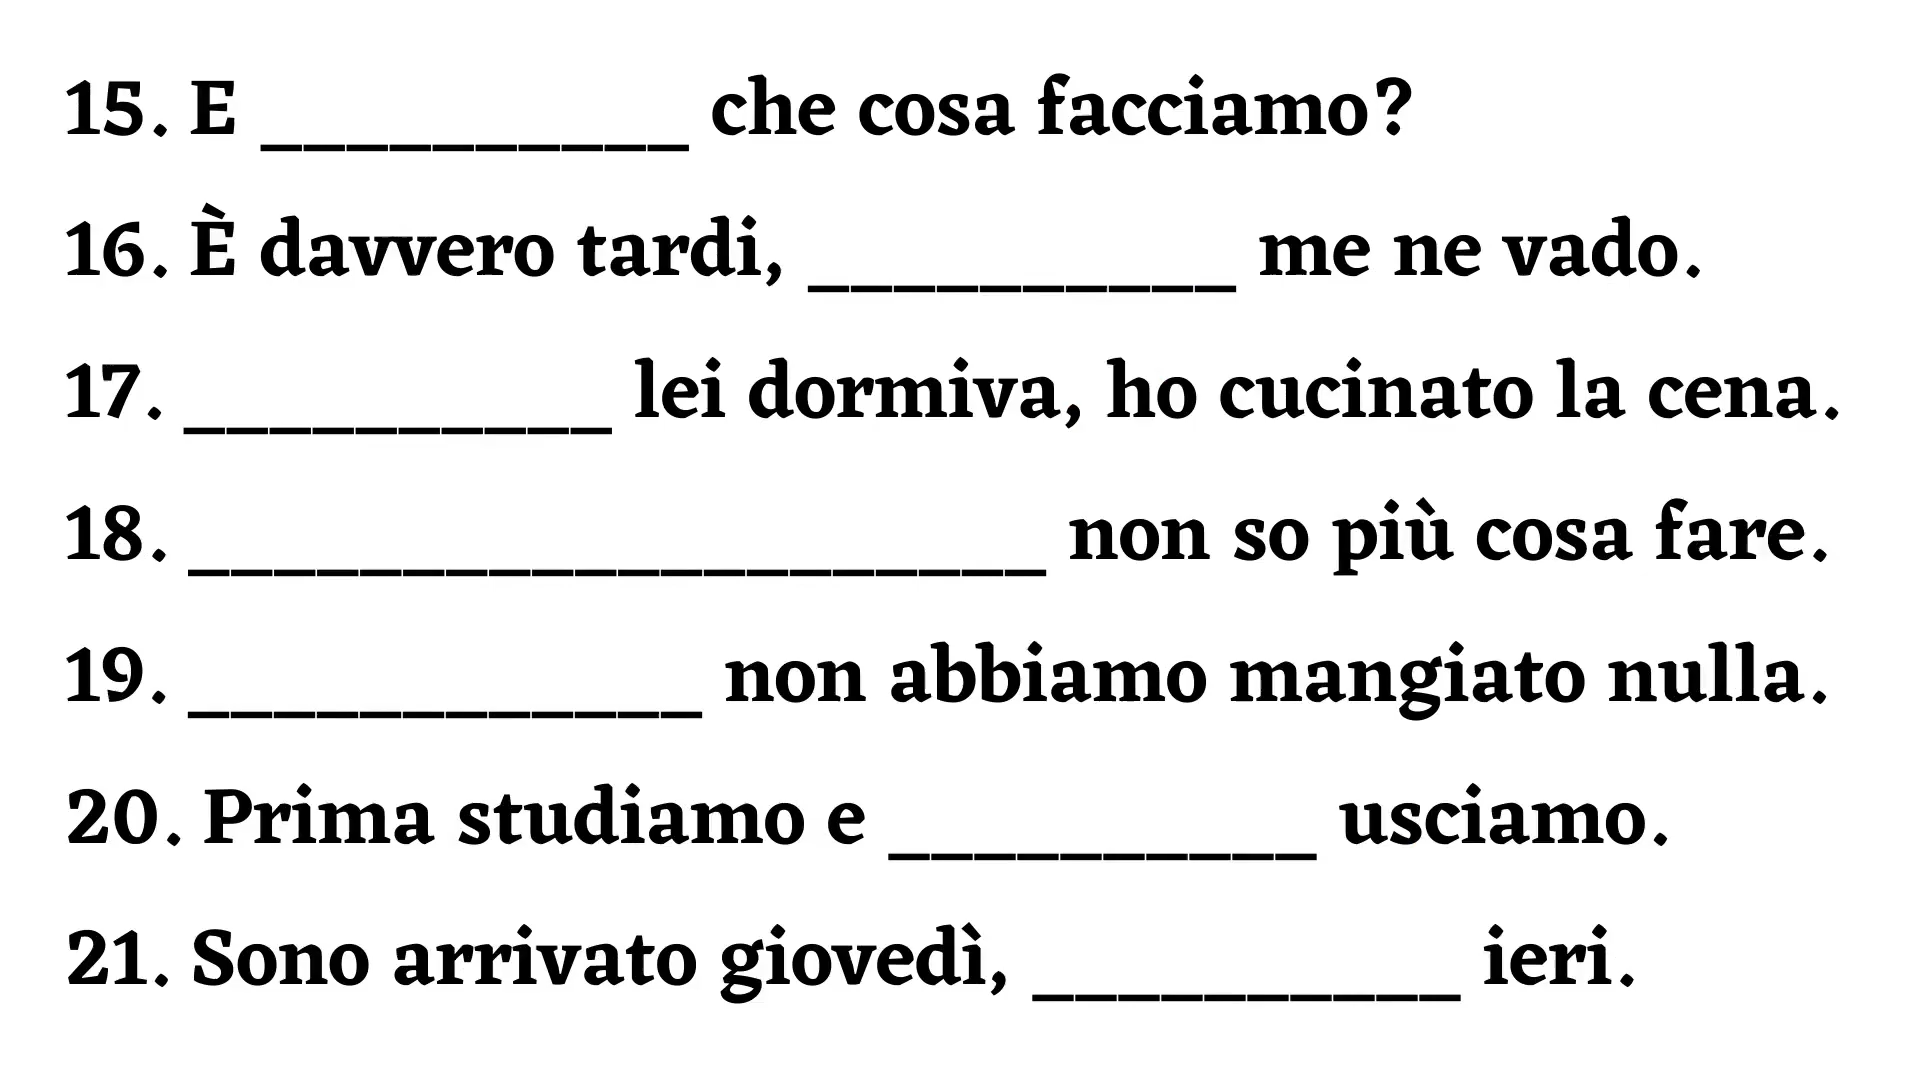 15. E __________ che cosa facciamo?
16. È davvero tardi, __________ me ne vado.
17. __________ lei dormiva, ho cucinato la cena.
18. ____________________ non so più cosa fare.
19. ____________ non abbiamo mangiato nulla.
20. Prima studiamo e __________ usciamo.
21. Sono arrivato giovedì, __________ ieri.